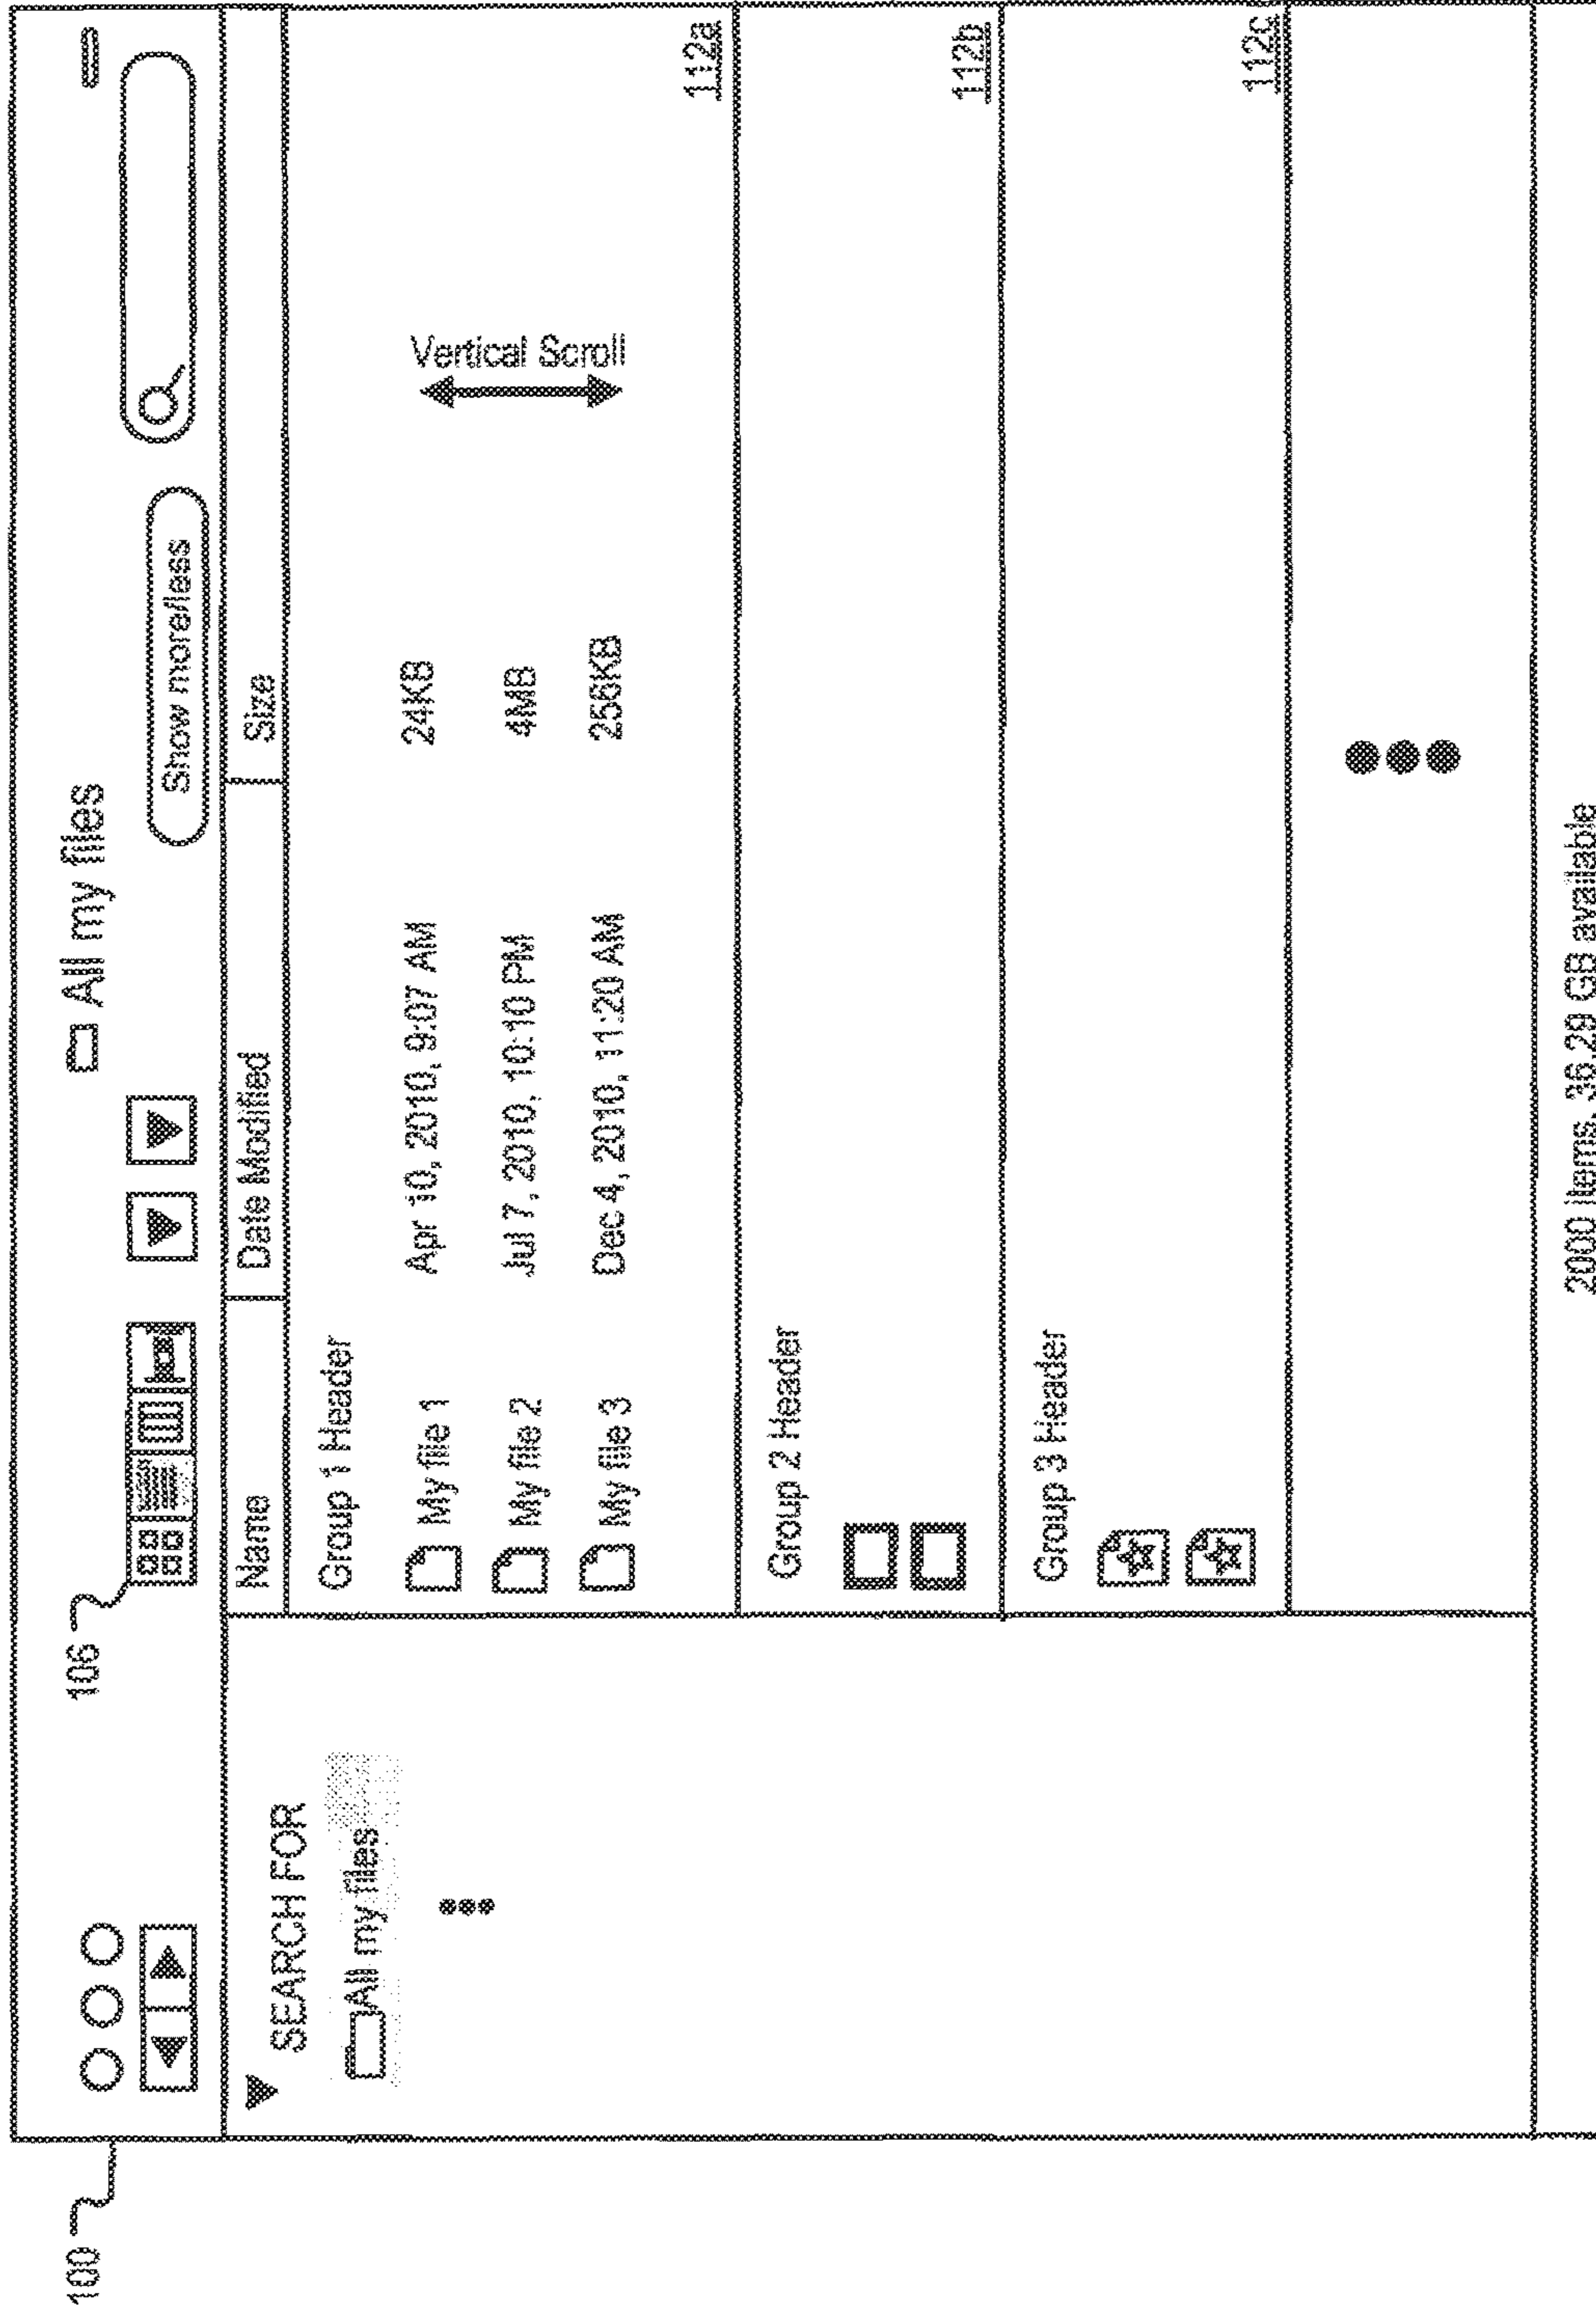 100
106
All my files
Show more/less
SEARCH FOR
All my files
Name Date Modified Size
Group 1 Header
My file 1 Apr 10, 2010, 9:07 AM 24KB
My file 2 Jul 7, 2010, 10:10 PM 4MB
My file 3 Dec 4, 2010, 11:20 AM 256KB
Vertical Scroll
112a
Group 2 Header
112b
Group 3 Header
112c
2000 items, 36.29 GB available